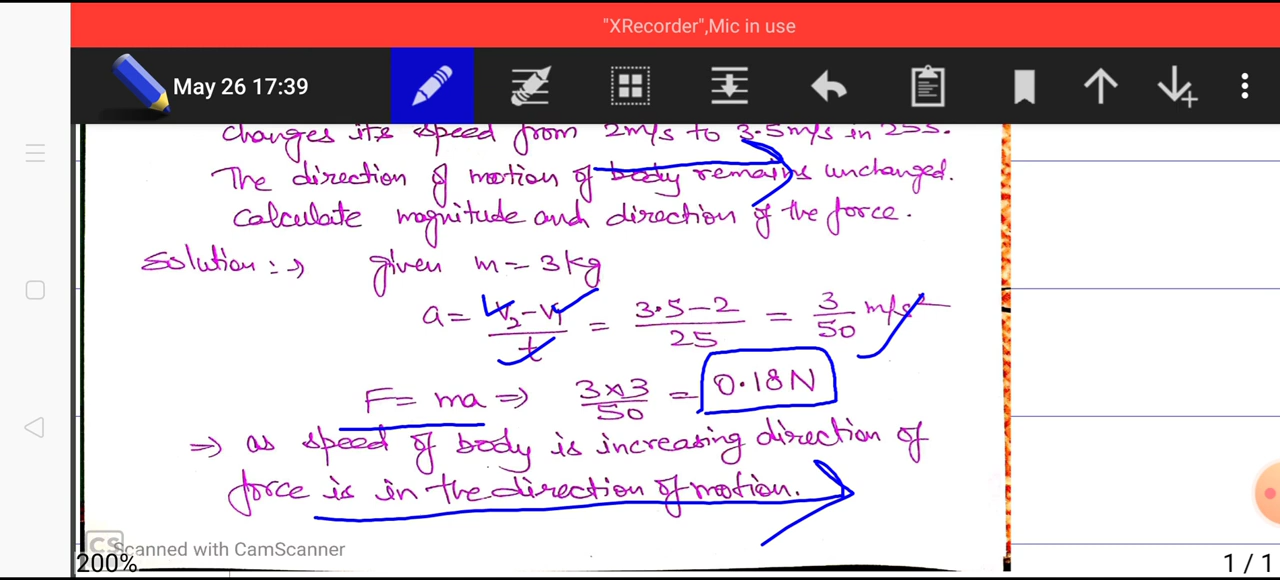 "XRecorder",Mic in use
May 26 17:39
changes its speed from 2m/s to 3.5m/s in 25s.
The direction of motion of body remains unchanged.
Calculate magnitude and direction of the force.
Solution :→ given m = 3kg
a = V₂ - V₁ / t = 3.5 - 2 / 25 = 3 / 50 m/s²
F = ma ⇒ 3×3 / 50 = 0.18N
⇒ as speed of body is increasing direction of
force is in the direction of motion.
CS Scanned with CamScanner
200%
1 / 1